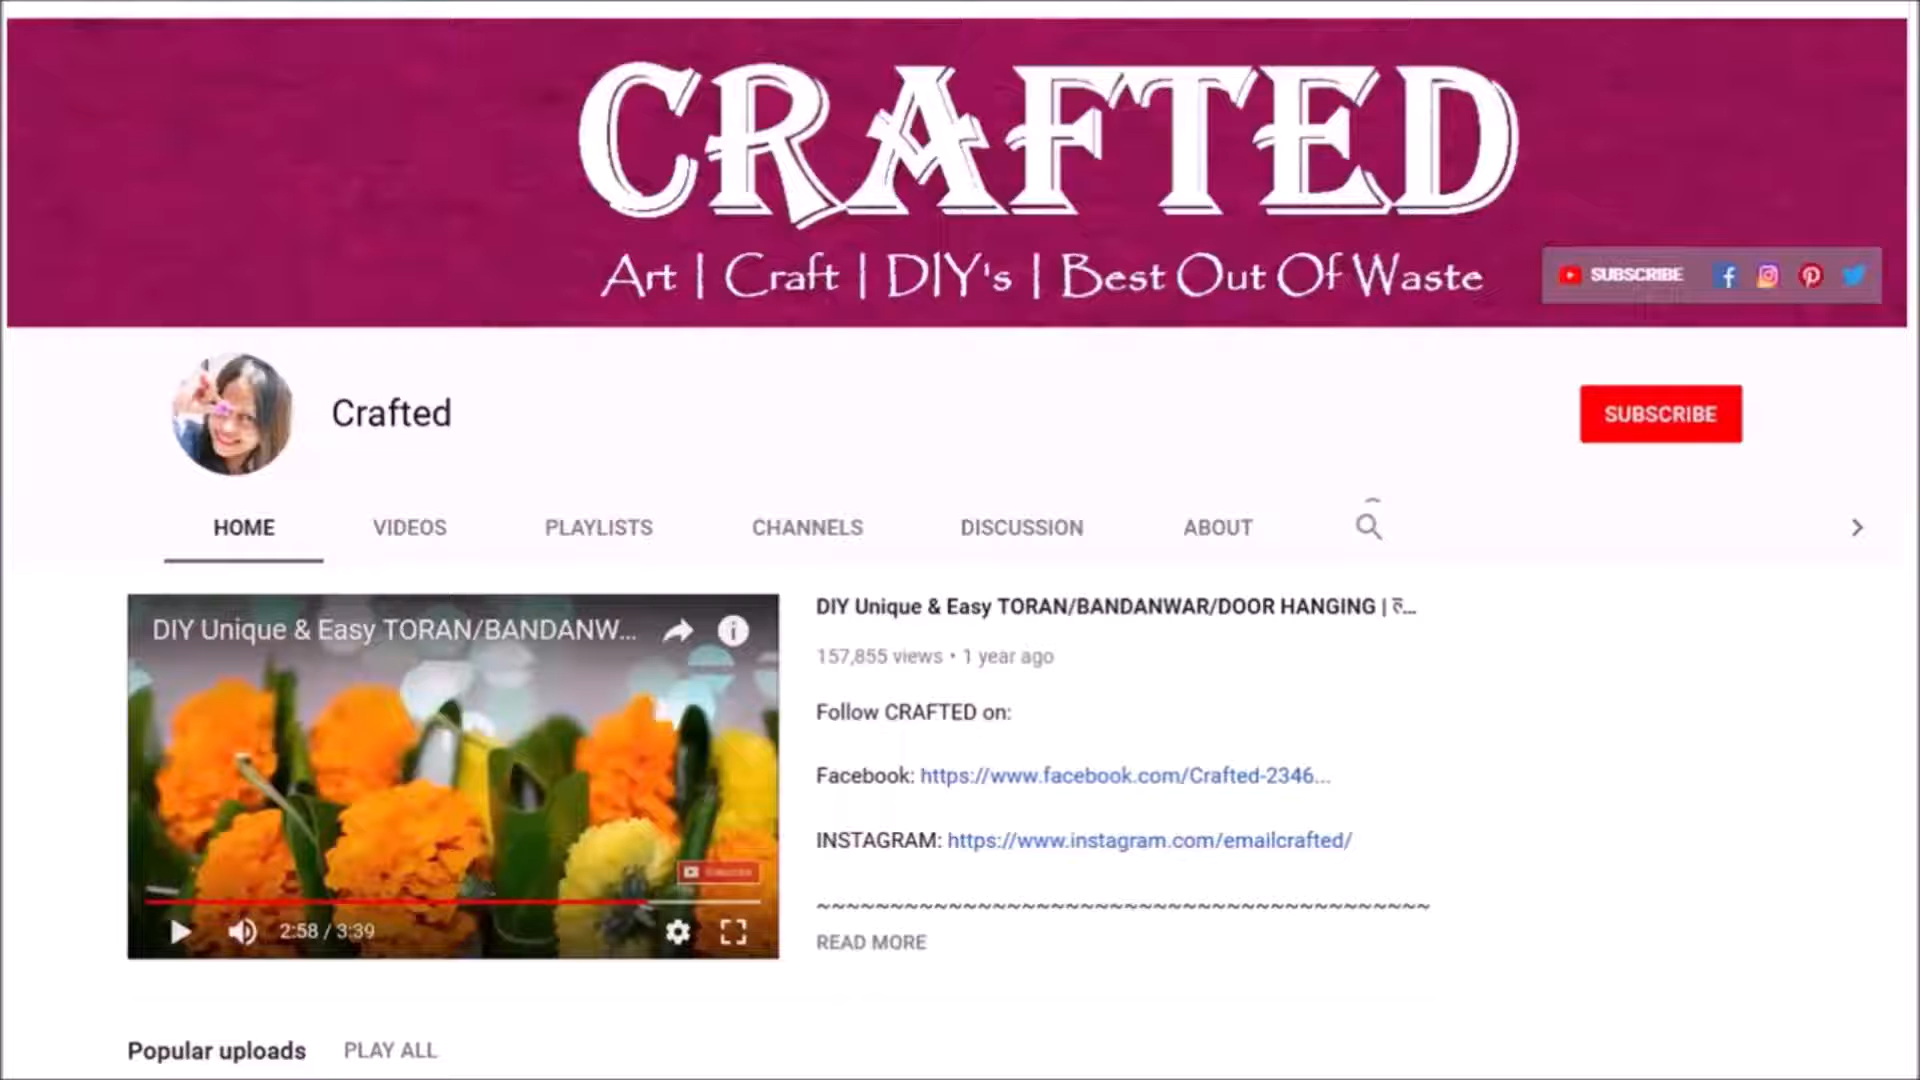 CRAFTED
Art | Craft | DIY's | Best Out Of Waste
SUBSCRIBE
Crafted
SUBSCRIBE
HOME VIDEOS PLAYLISTS CHANNELS DISCUSSION ABOUT
DIY Unique & Easy TORAN/BANDANW...
2:58 / 3:39
DIY Unique & Easy TORAN/BANDANWAR/DOOR HANGING | ...
157,855 views • 1 year ago
Follow CRAFTED on:
Facebook: https://www.facebook.com/Crafted-2346...
INSTAGRAM: https://www.instagram.com/emailcrafted/
~~~~~~~~~~~~~~~~~~~~~~~~~~~~~~~~~~~~~~~~~
READ MORE
Popular uploads PLAY ALL